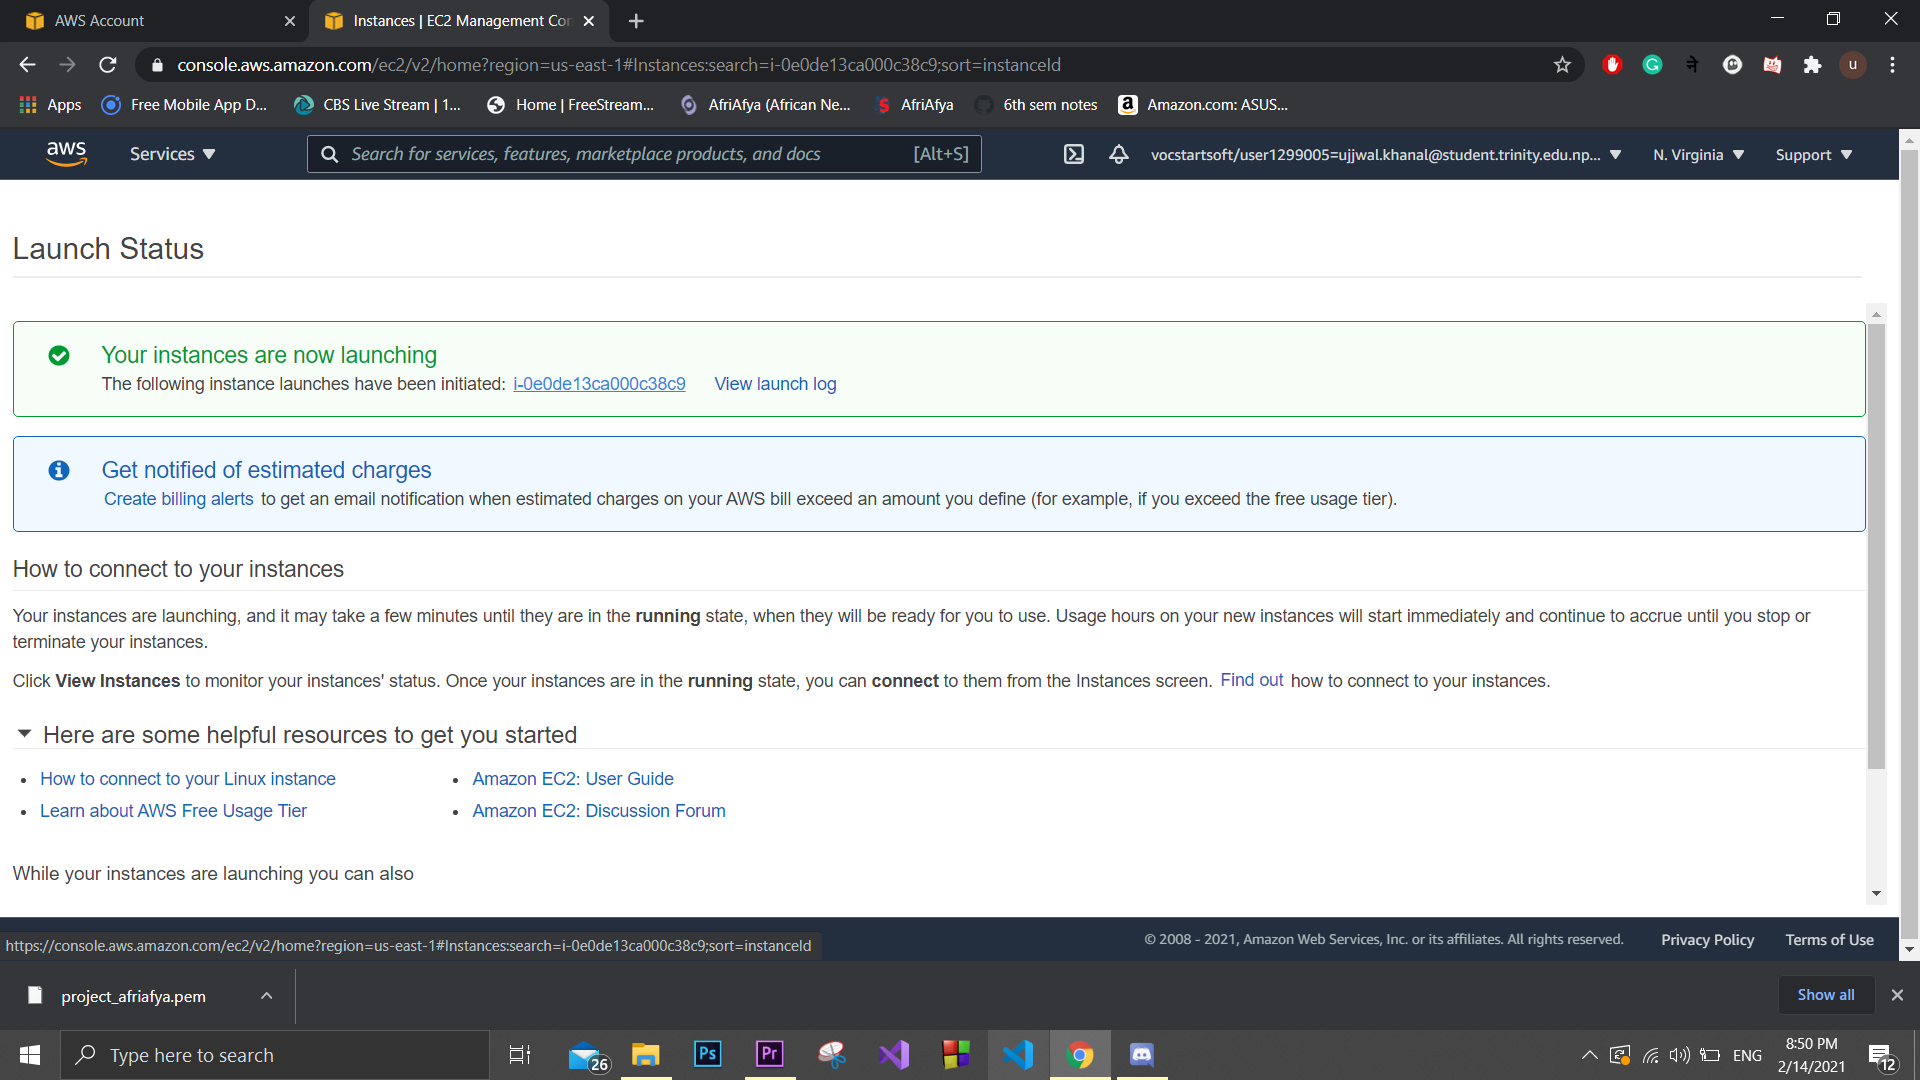 AWS Account
Instances | EC2 Management Con
console.aws.amazon.com/ec2/v2/home?region=us-east-1#Instances:search=i-0e0de13ca000c38c9;sort=instanceId
u
Apps
Free Mobile App D...
CBS Live Stream | 1...
Home | FreeStream...
AfriAfya (African Ne...
AfriAfya
6th sem notes
Amazon.com: ASUS...
aws
Services
Search for services, features, marketplace products, and docs
[Alt+S]
vocstartsoft/user1299005=ujjwal.khanal@student.trinity.edu.np...
N. Virginia
Support
Launch Status
Your instances are now launching
The following instance launches have been initiated: i-0e0de13ca000c38c9 View launch log
Get notified of estimated charges
Create billing alerts to get an email notification when estimated charges on your AWS bill exceed an amount you define (for example, if you exceed the free usage tier).
How to connect to your instances
Your instances are launching, and it may take a few minutes until they are in the running state, when they will be ready for you to use. Usage hours on your new instances will start immediately and continue to accrue until you stop or
terminate your instances.
Click View Instances to monitor your instances' status. Once your instances are in the running state, you can connect to them from the Instances screen. Find out how to connect to your instances.
Here are some helpful resources to get you started
• How to connect to your Linux instance
• Amazon EC2: User Guide
• Learn about AWS Free Usage Tier
• Amazon EC2: Discussion Forum
While your instances are launching you can also
https://console.aws.amazon.com/ec2/v2/home?region=us-east-1#Instances:search=i-0e0de13ca000c38c9;sort=instanceId
© 2008 - 2021, Amazon Web Services, Inc. or its affiliates. All rights reserved.
Privacy Policy
Terms of Use
project_afriafya.pem
Show all
Type here to search
26
Ps
Pr
ENG
8:50 PM
2/14/2021
12